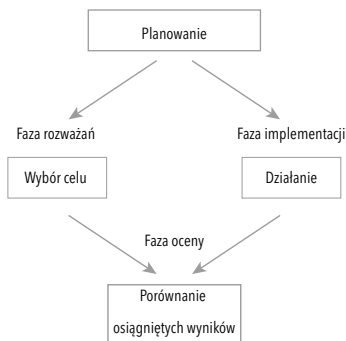 Planowanie
Faza rozważań
Faza implementacji
Wybór celu
Działanie
Faza oceny
Porównanie
osiągniętych wyników